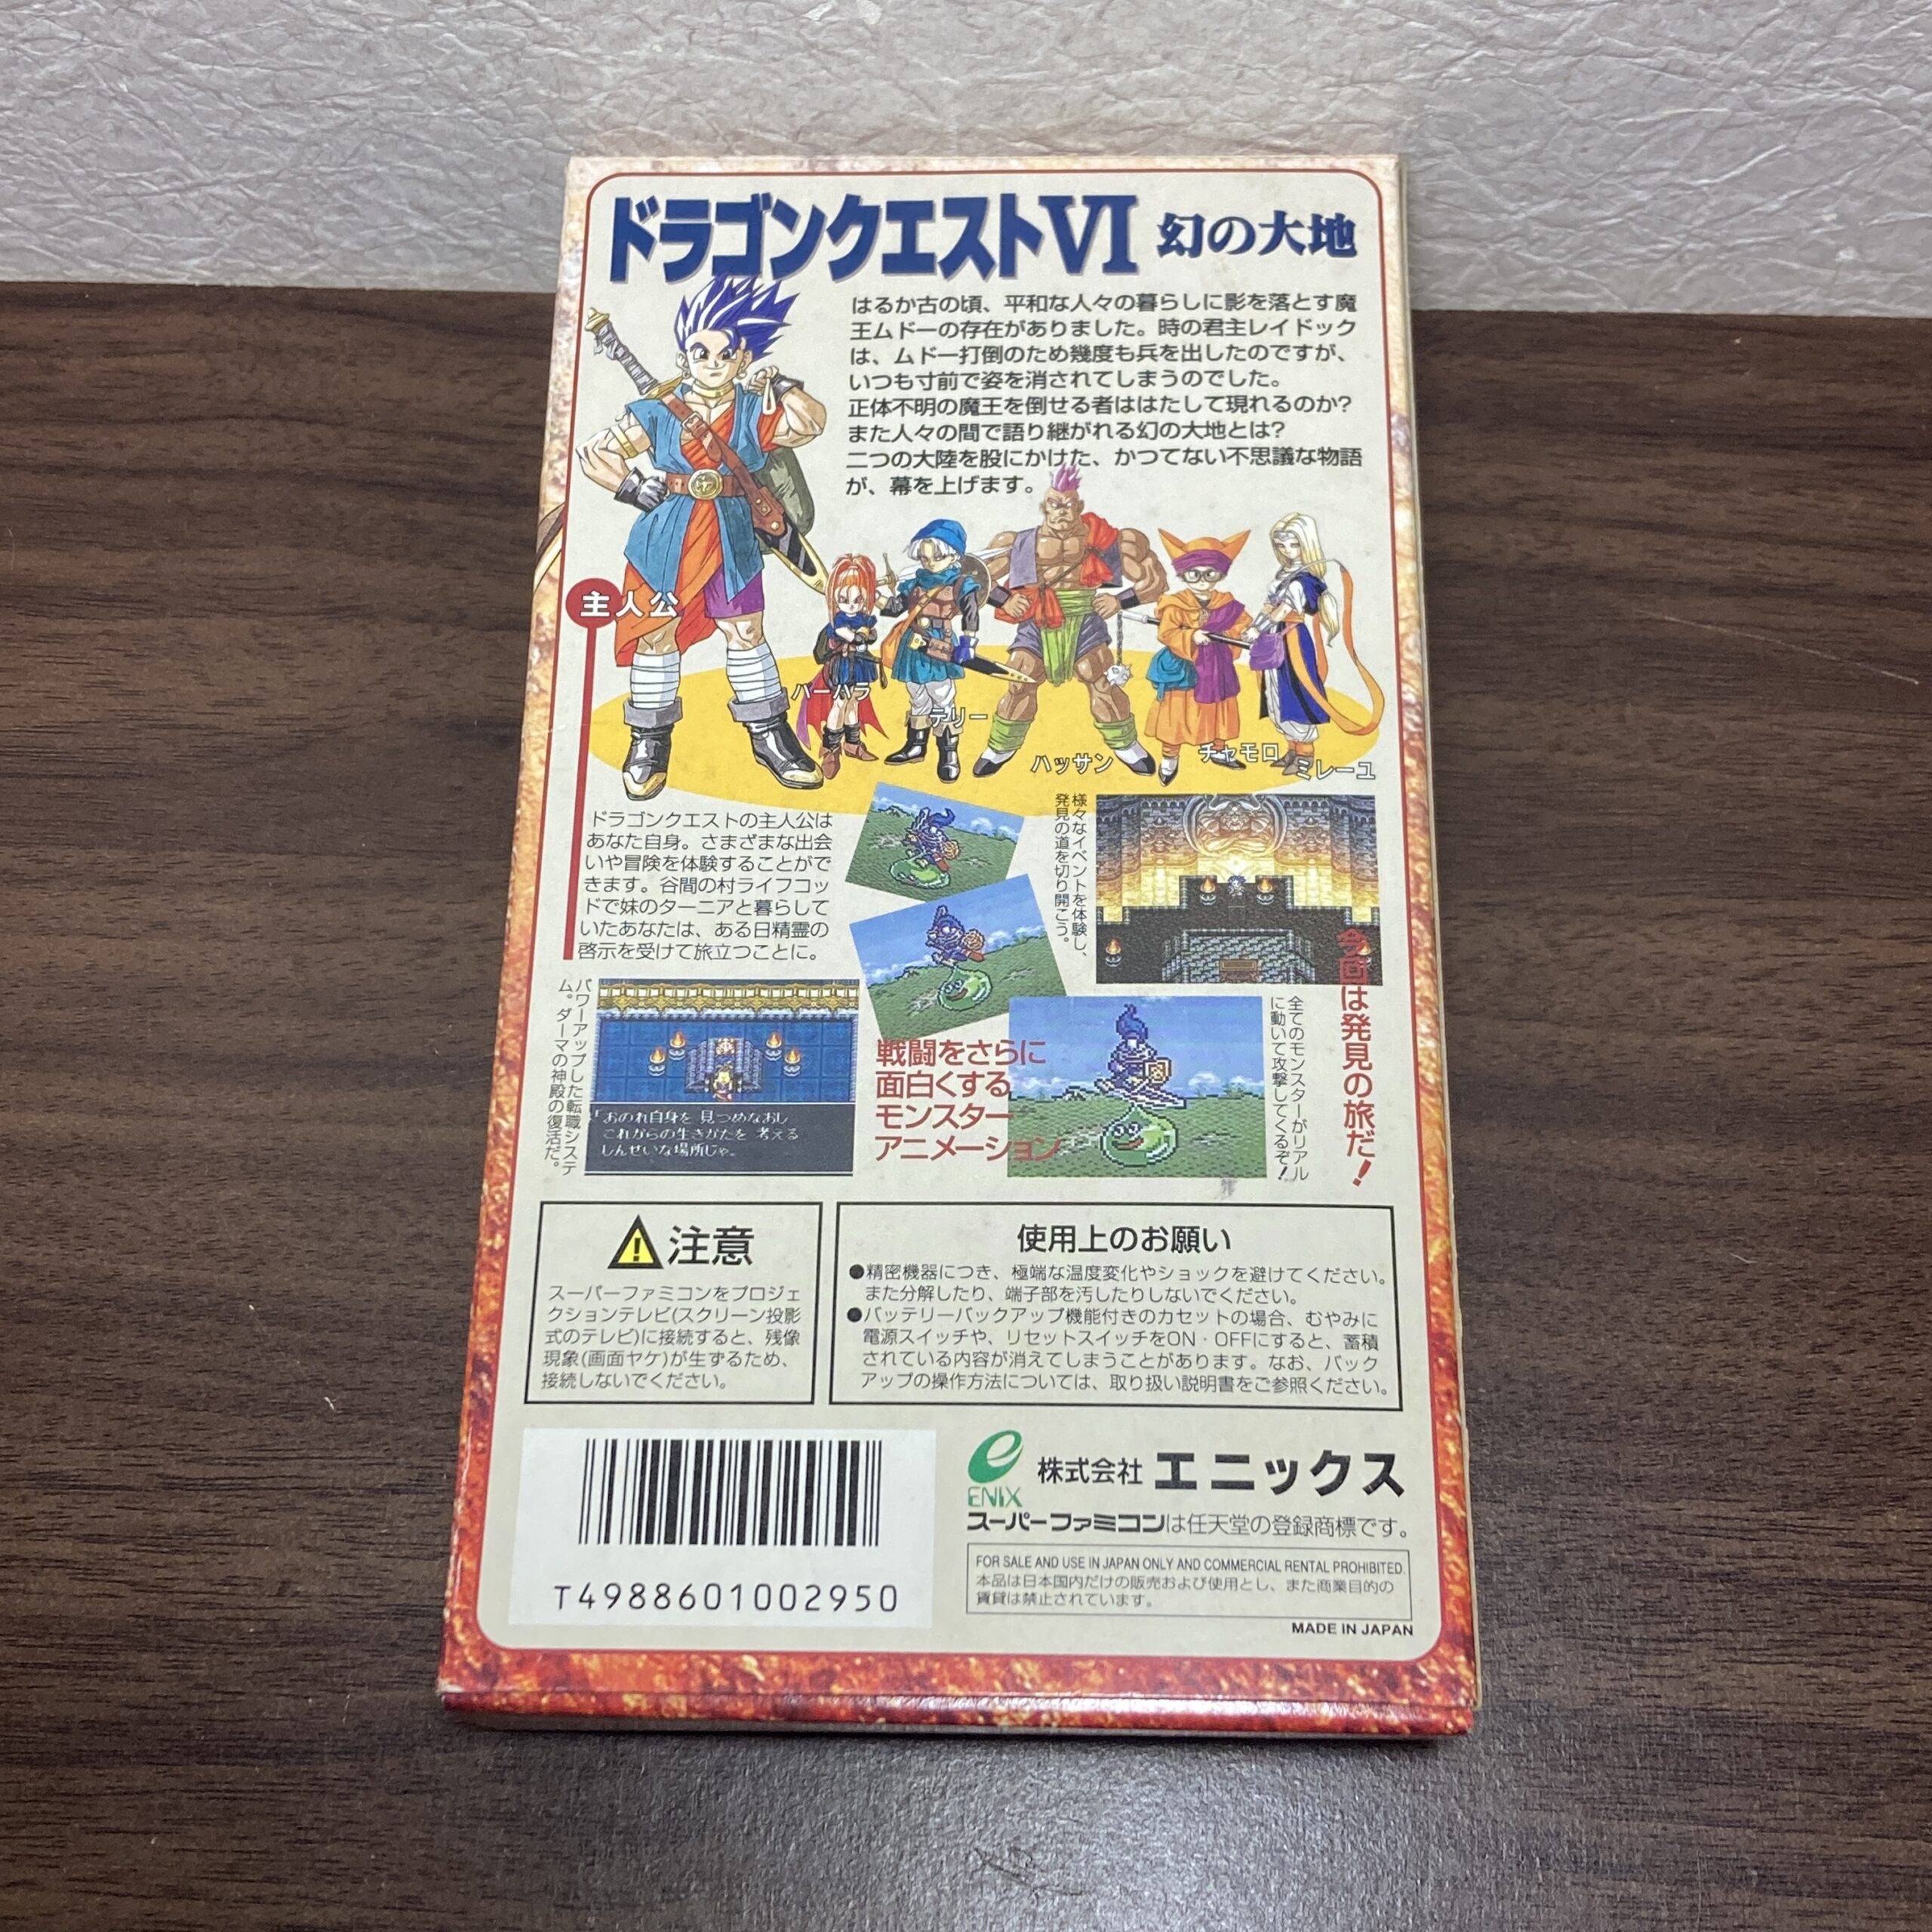 ドラゴンクエストVI 幻の大地
はるか古の頃、平和な人々の暮らしに影を落とす魔
王ムドーの存在がありました。時の君主レイドック
は、ムドー打倒のため幾度も兵を出したのですが、
いつも寸前で姿を消されてしまうのでした。
正体不明の魔王を倒せる者ははたして現れるのか?
また人々の間で語り継がれる幻の大地とは?
二つの大陸を股にかけた、かつてない不思議な物語
が、幕を上げます。
主人公
バーバラ
テリー
ハッサン
チャモロ
ミレーユ
ドラゴンクエストの主人公は
あなた自身。さまざまな出会
いや冒険を体験することがで
きます。谷間の村ライフコッ
ドで妹のターニアと暮らして
いたあなたは、ある日精霊の
啓示を受けて旅立つことに。
様々なイベントを体験し、
発見の道を切り開こう。
今回は発見の旅だ!
パワーアップした転職システ
ム。ダーマの神殿の復活だ。
「おのれ自身を 見つめなおし
これからの生きかたを 考える
しんせいな場所じゃ。
戦闘をさらに
面白くする
モンスター
アニメーション
全てのモンスターがリアル
に動いて攻撃してくるぞ!
注意
スーパーファミコンをプロジェ
クションテレビ(スクリーン投影
式のテレビ)に接続すると、残像
現象(画面ヤケ)が生ずるため、
接続しないでください。
使用上のお願い
●精密機器につき、極端な温度変化やショックを避けてください。
また分解したり、端子部を汚したりしないでください。
●バッテリーバックアップ機能付きのカセットの場合、むやみに
電源スイッチや、リセットスイッチをON・OFFにすると、蓄積
されている内容が消えてしまうことがあります。なお、バック
アップの操作方法については、取り扱い説明書をご参照ください。
T4988601002950
ENIX
株式会社 エニックス
スーパーファミコンは任天堂の登録商標です。
FOR SALE AND USE IN JAPAN ONLY AND COMMERCIAL RENTAL PROHIBITED.
本品は日本国内だけの販売および使用とし、また商業目的の
賃貸は禁止されています。
MADE IN JAPAN